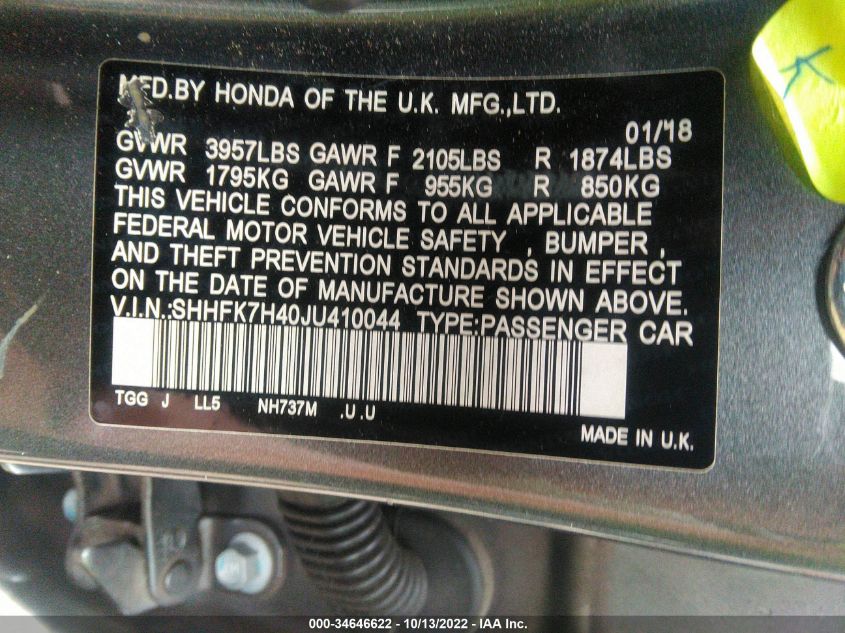 MFD.BY HONDA OF THE U.K. MFG.,LTD.
01/18
GVWR 3957LBS GAWR F 2105LBS R 1874LBS
GVWR 1795KG GAWR F 955KG R 850KG
THIS VEHICLE CONFORMS TO ALL APPLICABLE
FEDERAL MOTOR VEHICLE SAFETY , BUMPER ,
AND THEFT PREVENTION STANDARDS IN EFFECT
ON THE DATE OF MANUFACTURE SHOWN ABOVE.
V.I.N.:SHHFK7H40JU410044 TYPE:PASSENGER CAR
TGG J LL5 NH737M .U.U
MADE IN U.K.
K
000-34646622 / 10/13/2022 - IAA Inc.